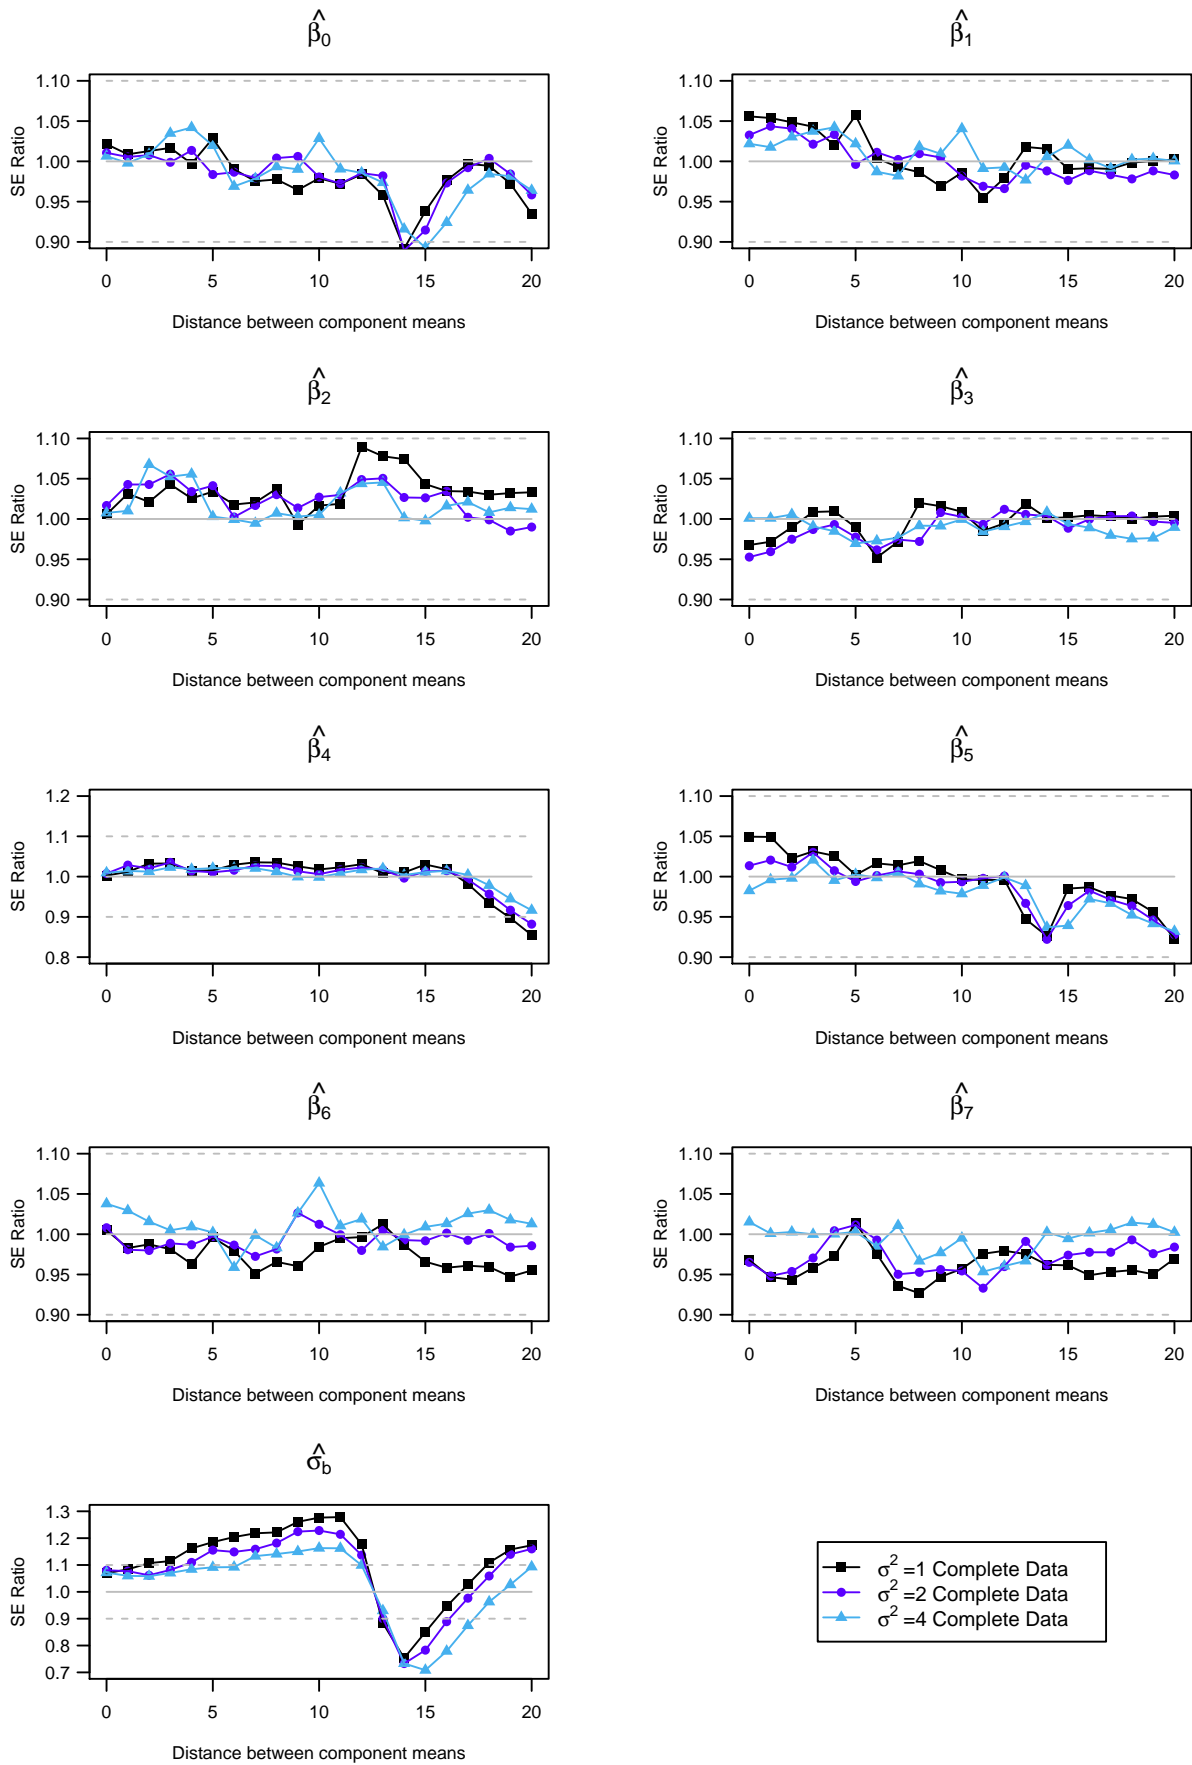 β̂0
SE Ratio
1.10
1.05
1.00
0.95
0.90
0 5 10 15 20
Distance between component means
β̂1
SE Ratio
1.10
1.05
1.00
0.95
0.90
0 5 10 15 20
Distance between component means
β̂2
SE Ratio
1.10
1.05
1.00
0.95
0.90
0 5 10 15 20
Distance between component means
β̂3
SE Ratio
1.10
1.05
1.00
0.95
0.90
0 5 10 15 20
Distance between component means
β̂4
SE Ratio
1.2
1.1
1.0
0.9
0.8
0 5 10 15 20
Distance between component means
β̂5
SE Ratio
1.10
1.05
1.00
0.95
0.90
0 5 10 15 20
Distance between component means
β̂6
SE Ratio
1.10
1.05
1.00
0.95
0.90
0 5 10 15 20
Distance between component means
β̂7
SE Ratio
1.10
1.05
1.00
0.95
0.90
0 5 10 15 20
Distance between component means
σ̂b
SE Ratio
1.3
1.2
1.1
1.0
0.9
0.8
0.7
0 5 10 15 20
Distance between component means
σ² =1 Complete Data
σ² =2 Complete Data
σ² =4 Complete Data